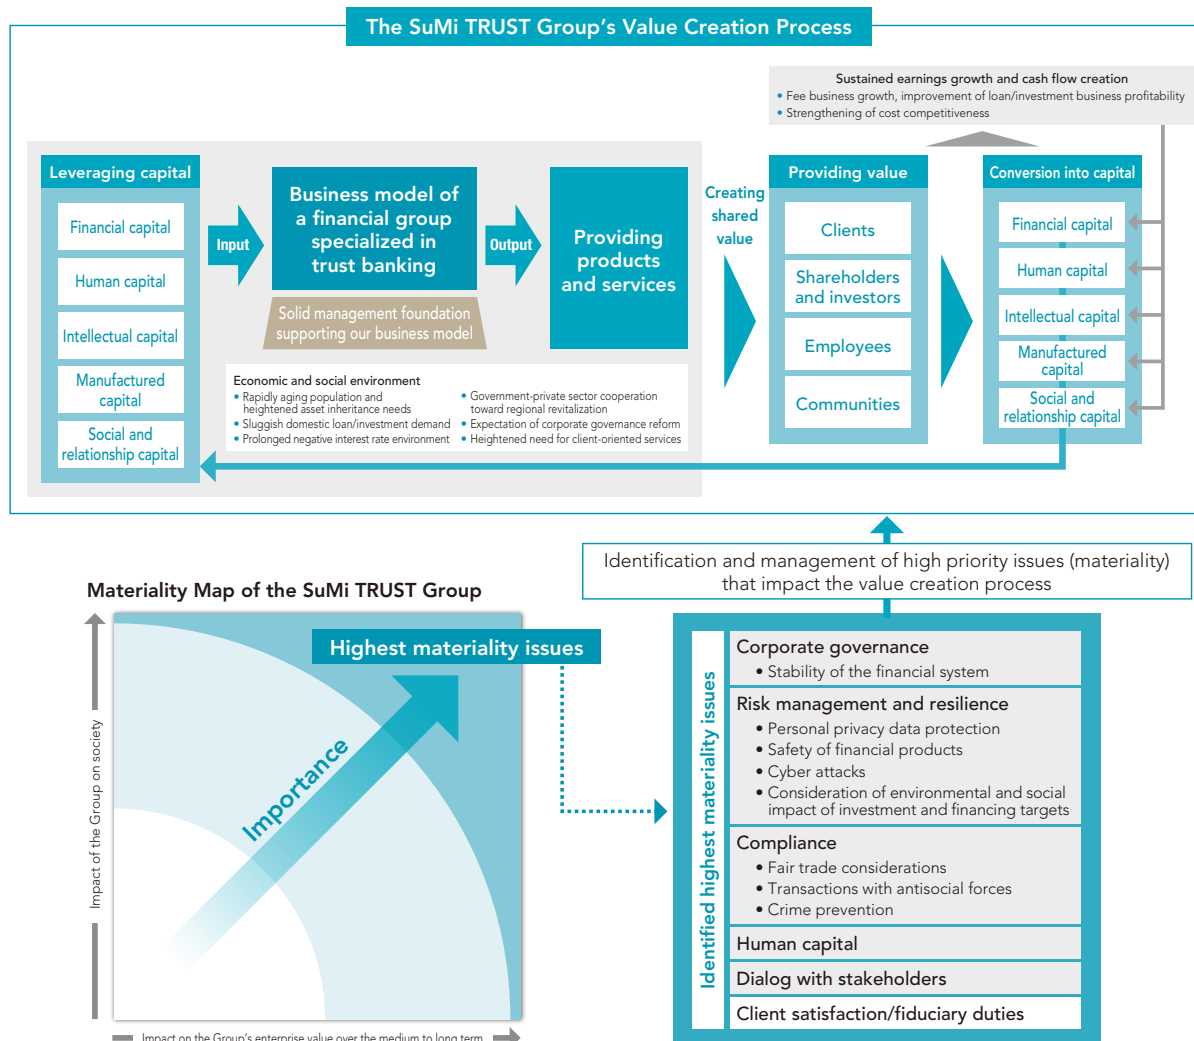 The SuMi TRUST Group's Value Creation Process
Sustained earnings growth and cash flow creation
• Fee business growth, improvement of loan/investment business profitability
• Strengthening of cost competitiveness
Leveraging capital
Financial capital
Human capital
Intellectual capital
Manufactured
capital
Social and
relationship capital
Input
Business model of
a financial group
specialized in
trust banking
Solid management foundation
supporting our business model
Output
Providing
products
and services
Economic and social environment
• Rapidly aging population and
heightened asset inheritance needs
• Sluggish domestic loan/investment demand
• Prolonged negative interest rate environment
• Government-private sector cooperation
toward regional revitalization
• Expectation of corporate governance reform
• Heightened need for client-oriented services
Creating
shared
value
Providing value
Clients
Shareholders
and investors
Employees
Communities
Conversion into capital
Financial capital
Human capital
Intellectual capital
Manufactured
capital
Social and
relationship capital
Identification and management of high priority issues (materiality)
that impact the value creation process
Materiality Map of the SuMi TRUST Group
Impact of the Group on society
Highest materiality issues
Importance
Impact on the Group's enterprise value over the medium to long term
Identified highest materiality issues
Corporate governance
• Stability of the financial system
Risk management and resilience
• Personal privacy data protection
• Safety of financial products
• Cyber attacks
• Consideration of environmental and social
impact of investment and financing targets
Compliance
• Fair trade considerations
• Transactions with antisocial forces
• Crime prevention
Human capital
Dialog with stakeholders
Client satisfaction/fiduciary duties